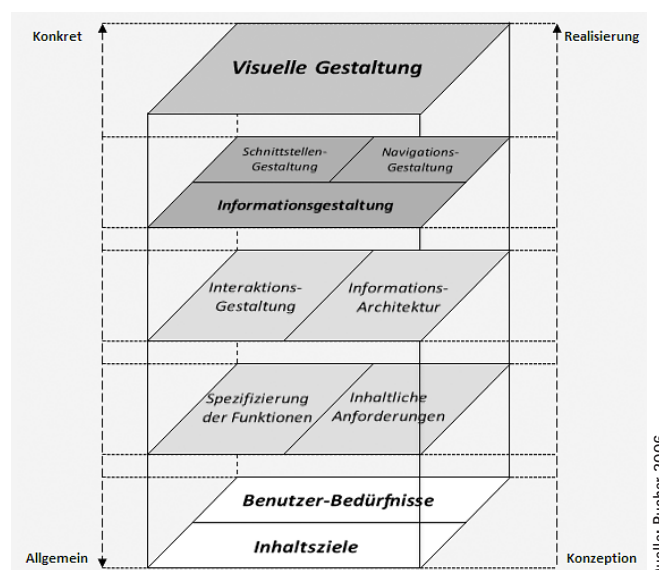 Konkret
Realisierung
Visuelle Gestaltung
Schnittstellen-
Gestaltung
Navigations-
Gestaltung
Informationsgestaltung
Interaktions-
Gestaltung
Informations-
Architektur
Spezifizierung
der Funktionen
Inhaltliche
Anforderungen
Benutzer-Bedürfnisse
Inhaltsziele
Allgemein
Konzeption
Bucher 2006